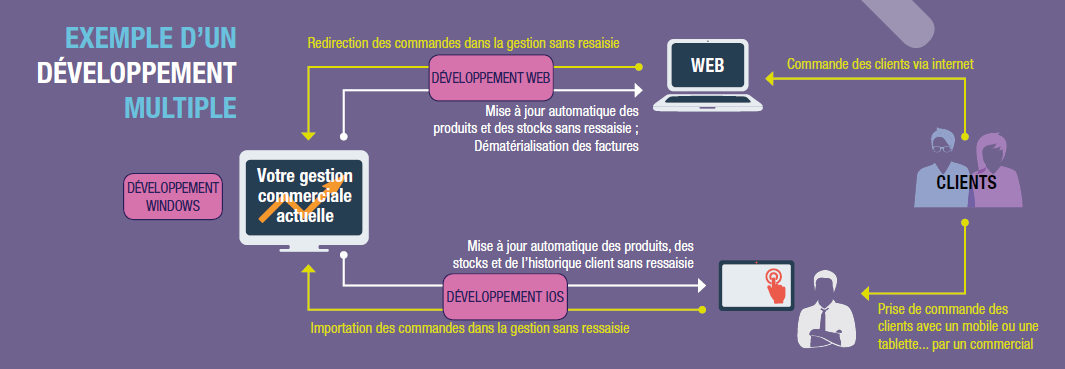 EXEMPLE D'UN
DÉVELOPPEMENT
MULTIPLE
Redirection des commandes dans la gestion sans resaisie
DÉVELOPPEMENT WEB
WEB
Commande des clients via internet
Mise à jour automatique des
produits et des stocks sans ressaisie ;
Dématérialisation des factures
DÉVELOPPEMENT
WINDOWS
Votre gestion
commerciale
actuelle
CLIENTS
Mise à jour automatique des produits, des
stocks et de l'historique client sans ressaisie
DÉVELOPPEMENT IOS
Importation des commandes dans la gestion sans ressaisie
Prise de commande des
clients avec un mobile ou une
tablette... par un commercial